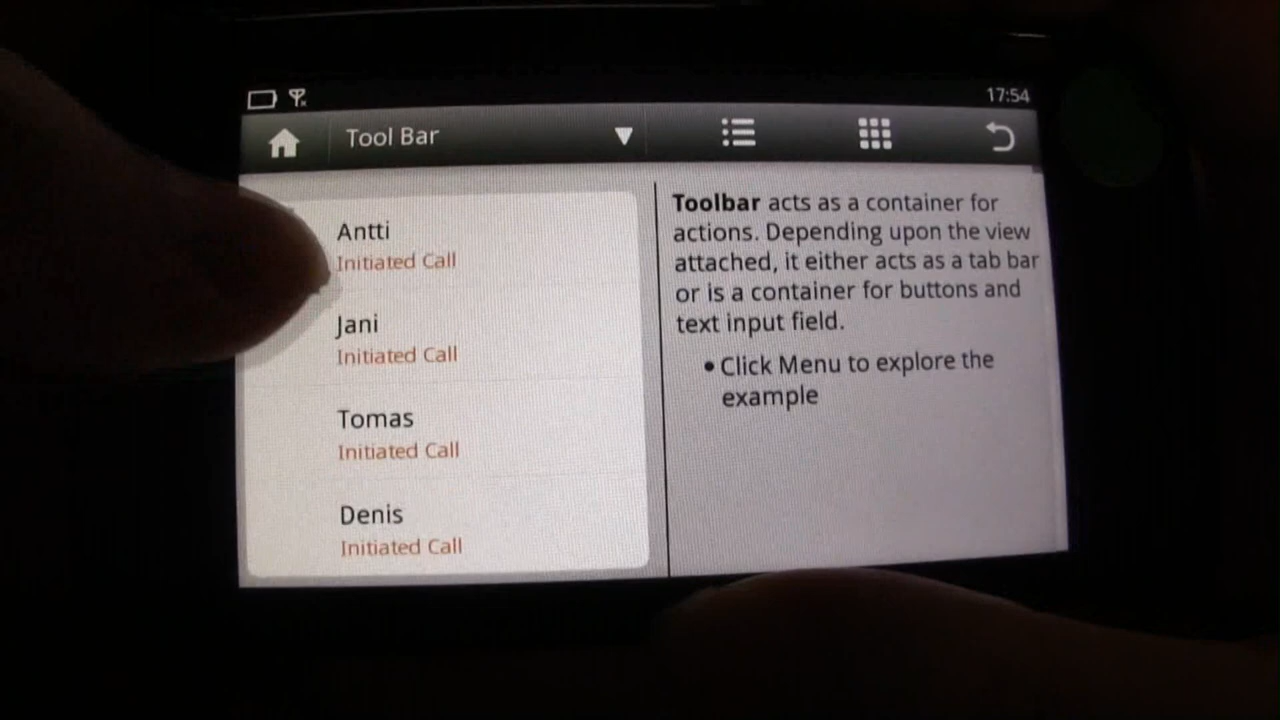 17:54
Tool Bar
Antti
Initiated Call
Jani
Initiated Call
Tomas
Initiated Call
Denis
Initiated Call
Toolbar acts as a container for
actions. Depending upon the view
attached, it either acts as a tab bar
or is a container for buttons and
text input field.
• Click Menu to explore the
example